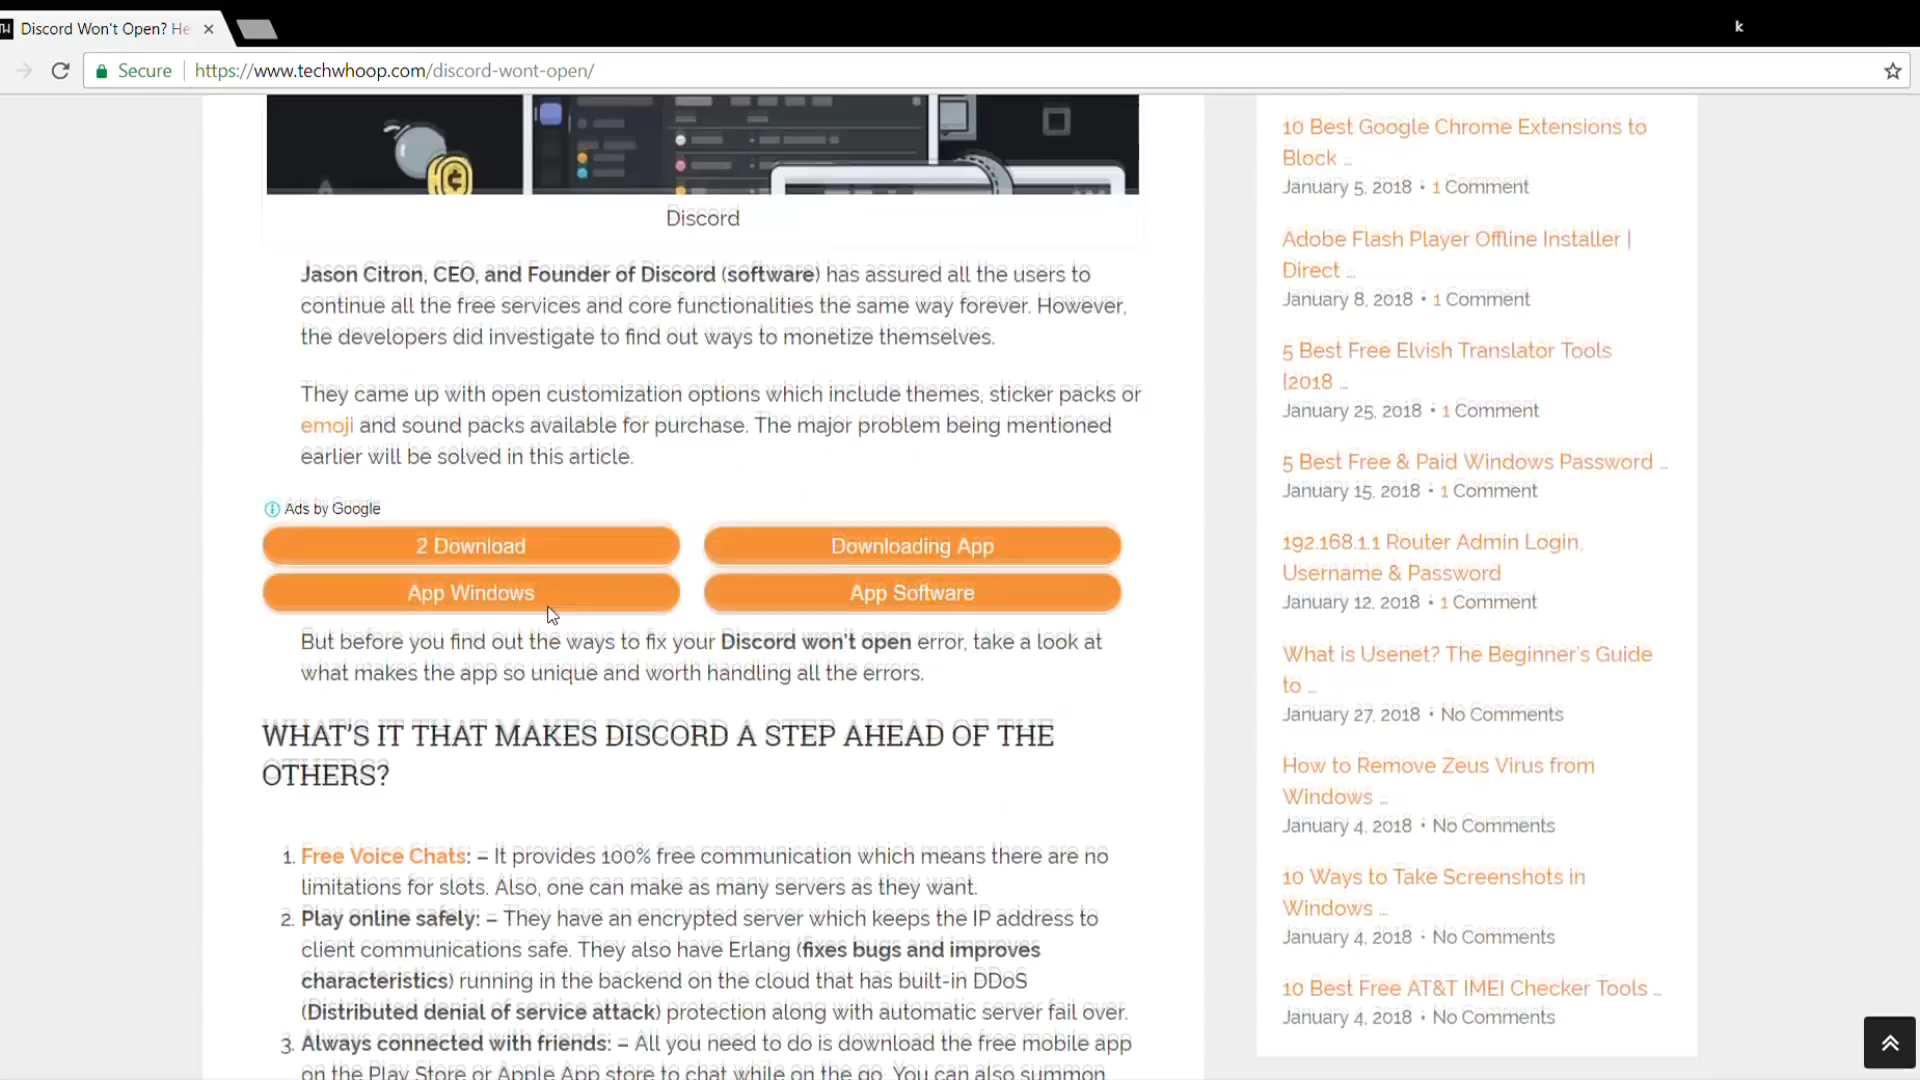 Discord Won't Open? He
k
Secure
https://www.techwhoop.com/discord-wont-open/
Discord
Jason Citron, CEO, and Founder of Discord (software) has assured all the users to
continue all the free services and core functionalities the same way forever. However,
the developers did investigate to find out ways to monetize themselves.
They came up with open customization options which include themes, sticker packs or
emoji and sound packs available for purchase. The major problem being mentioned
earlier will be solved in this article.
Ads by Google
2 Download
Downloading App
App Windows
App Software
But before you find out the ways to fix your Discord won't open error, take a look at
what makes the app so unique and worth handling all the errors.
WHAT'S IT THAT MAKES DISCORD A STEP AHEAD OF THE
OTHERS?
1. Free Voice Chats: – It provides 100% free communication which means there are no
limitations for slots. Also, one can make as many servers as they want.
2. Play online safely: – They have an encrypted server which keeps the IP address to
client communications safe. They also have Erlang (fixes bugs and improves
characteristics) running in the backend on the cloud that has built-in DDoS
(Distributed denial of service attack) protection along with automatic server fail over.
3. Always connected with friends: – All you need to do is download the free mobile app
on the Play Store or Apple App store to chat while on the go. You can also summon
10 Best Google Chrome Extensions to
Block ...
January 5, 2018 • 1 Comment
Adobe Flash Player Offline Installer |
Direct ...
January 8, 2018 • 1 Comment
5 Best Free Elvish Translator Tools
[2018 ...
January 25, 2018 • 1 Comment
5 Best Free & Paid Windows Password ...
January 15, 2018 • 1 Comment
192.168.1.1 Router Admin Login,
Username & Password
January 12, 2018 • 1 Comment
What is Usenet? The Beginner's Guide
to ...
January 27, 2018 • No Comments
How to Remove Zeus Virus from
Windows ...
January 4, 2018 • No Comments
10 Ways to Take Screenshots in
Windows ...
January 4, 2018 • No Comments
10 Best Free AT&T IMEI Checker Tools ...
January 4, 2018 • No Comments